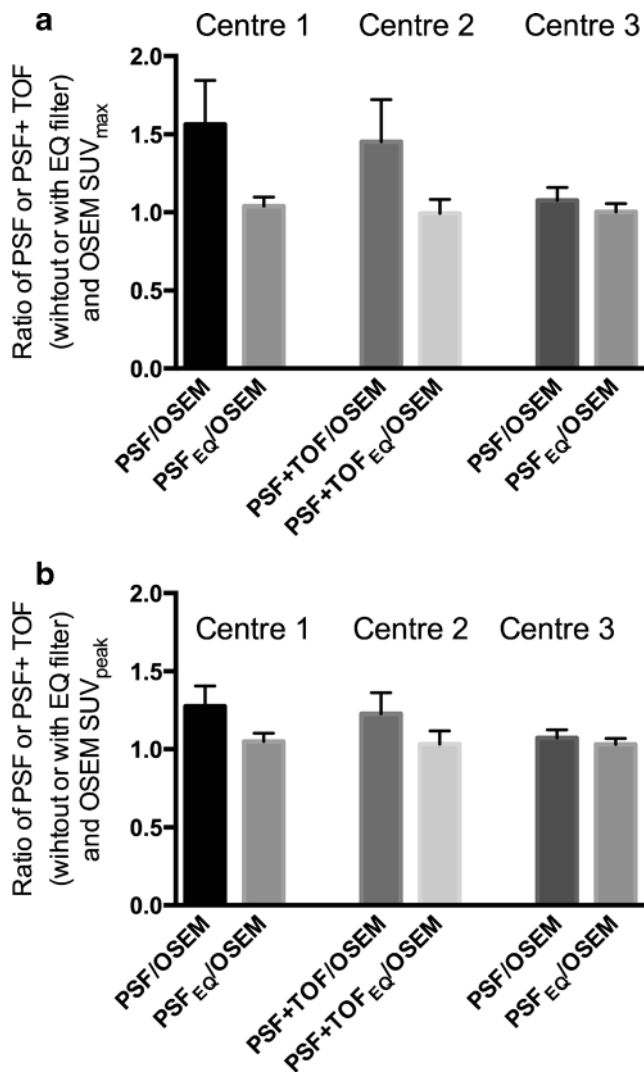 a
Centre 1 Centre 2 Centre 3
Ratio of PSF or PSF+ TOF
(wihtout or with EQ filter)
and OSEM SUVmax
2.0
1.5
1.0
0.5
0.0
PSF/OSEM
PSFEQ/OSEM
PSF+TOF/OSEM
PSF+TOFEQ/OSEM
PSF/OSEM
PSFEQ/OSEM
b
Centre 1 Centre 2 Centre 3
Ratio of PSF or PSF+ TOF
(wihtout or with EQ filter)
and OSEM SUVpeak
2.0
1.5
1.0
0.5
0.0
PSF/OSEM
PSFEQ/OSEM
PSF+TOF/OSEM
PSF+TOFEQ/OSEM
PSF/OSEM
PSFEQ/OSEM